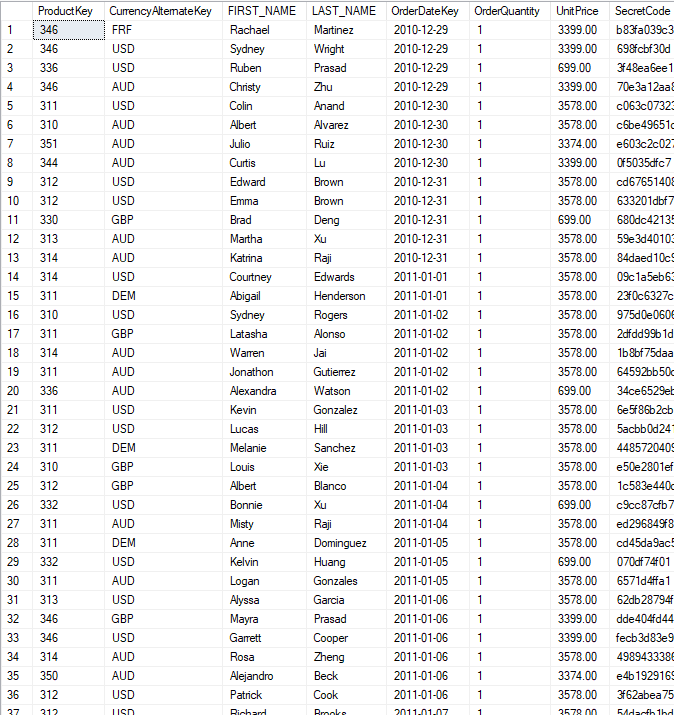 ProductKey CurrencyAlternateKey FIRST_NAME LAST_NAME OrderDateKey OrderQuantity UnitPrice SecretCode
1 346 FRF Rachael Martinez 2010-12-29 1 3399.00 b83fa039c3
2 346 USD Sydney Wright 2010-12-29 1 3399.00 698fcbf30d
3 336 USD Ruben Prasad 2010-12-29 1 699.00 3f48ea6ee1
4 346 AUD Christy Zhu 2010-12-29 1 3399.00 70e3a12aa8
5 311 USD Colin Anand 2010-12-30 1 3578.00 c063c07323
6 310 AUD Albert Alvarez 2010-12-30 1 3578.00 c6be49651c
7 351 AUD Julio Ruiz 2010-12-30 1 3374.00 e603c2c027
8 344 AUD Curtis Lu 2010-12-30 1 3399.00 0f5035dfc7
9 312 USD Edward Brown 2010-12-31 1 3578.00 cd67651408
10 312 USD Emma Brown 2010-12-31 1 3578.00 633201dbf7
11 330 GBP Brad Deng 2010-12-31 1 699.00 680dc42135
12 313 AUD Martha Xu 2010-12-31 1 3578.00 59e3d40103
13 314 AUD Katrina Raji 2010-12-31 1 3578.00 84daed10c9
14 314 USD Courtney Edwards 2011-01-01 1 3578.00 09c1a5eb63
15 311 DEM Abigail Henderson 2011-01-01 1 3578.00 23f0c6327c
16 310 USD Sydney Rogers 2011-01-02 1 3578.00 975d0e0606
17 311 GBP Latasha Alonso 2011-01-02 1 3578.00 2dfdd99b1d
18 314 AUD Warren Jai 2011-01-02 1 3578.00 1b8bf75daa
19 311 AUD Jonathon Gutierrez 2011-01-02 1 3578.00 64592bb50c
20 336 AUD Alexandra Watson 2011-01-02 1 699.00 34ce6529eb
21 311 USD Kevin Gonzalez 2011-01-03 1 3578.00 6e5f86b2cb
22 312 USD Lucas Hill 2011-01-03 1 3578.00 5acbb0d241
23 311 DEM Melanie Sanchez 2011-01-03 1 3578.00 4485720409
24 310 GBP Louis Xie 2011-01-03 1 3578.00 e50e2801ef
25 312 GBP Albert Blanco 2011-01-04 1 3578.00 1c583e440c
26 332 USD Bonnie Xu 2011-01-04 1 699.00 c9cc87cfb7
27 311 AUD Misty Raji 2011-01-04 1 3578.00 ed296849f8
28 311 DEM Anne Dominguez 2011-01-05 1 3578.00 cd45da9ac5
29 332 USD Kelvin Huang 2011-01-05 1 699.00 070df74f01
30 311 AUD Logan Gonzales 2011-01-05 1 3578.00 6571d4ffa1
31 313 USD Alyssa Garcia 2011-01-06 1 3578.00 62db28794f
32 346 GBP Mayra Prasad 2011-01-06 1 3399.00 dde404fd44
33 346 USD Garrett Cooper 2011-01-06 1 3399.00 fecb3d83e9
34 314 AUD Rosa Zheng 2011-01-06 1 3578.00 4989433386
35 350 AUD Alejandro Beck 2011-01-06 1 3374.00 e4b1929169
36 312 USD Patrick Cook 2011-01-06 1 3578.00 3f62abea75
37 312 USD Richard Brooks 2011-01-07 1 3578.00